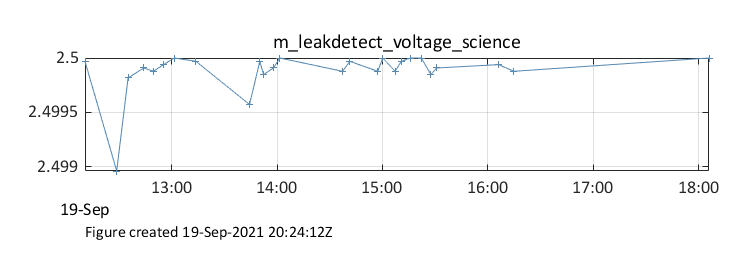 m_leakdetect_voltage_science
2.5
2.4995
2.499
13:00 14:00 15:00 16:00 17:00 18:00
19-Sep
Figure created 19-Sep-2021 20:24:12Z